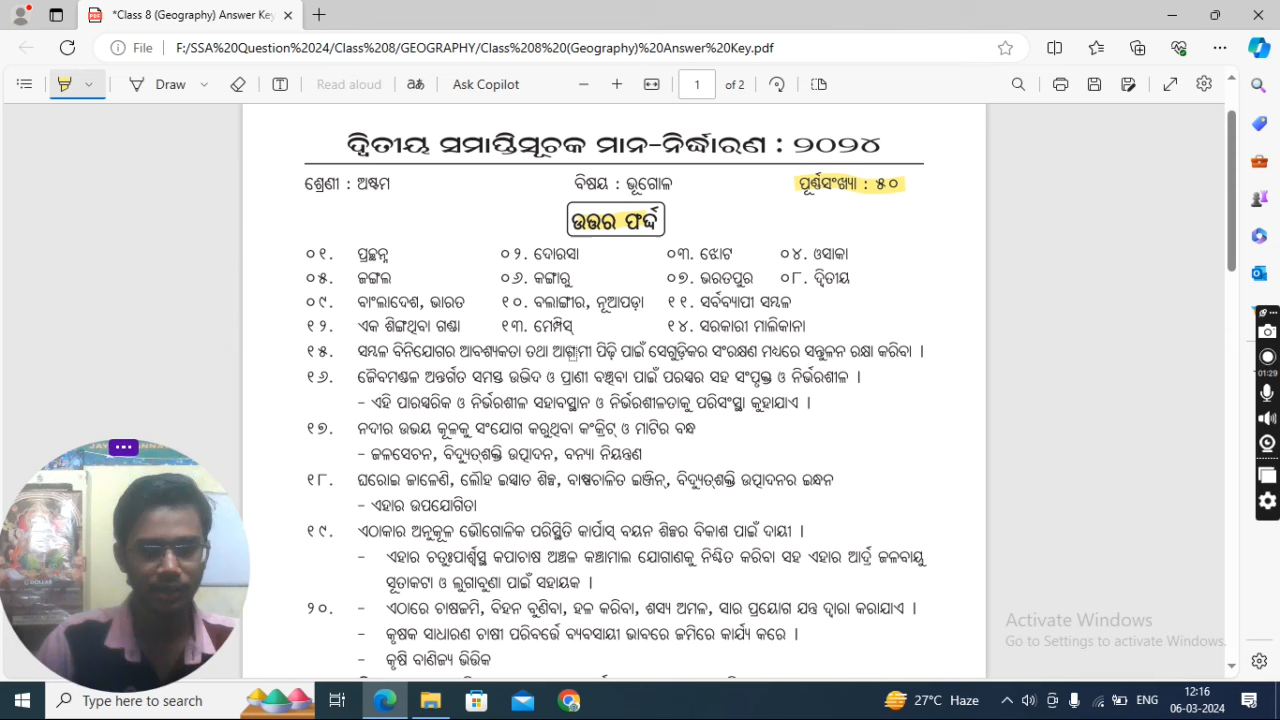 *Class 8 (Geography) Answer Key
File F:/SSA%20Question%202024/Class%208/GEOGRAPHY/Class%208%20(Geography)%20Answer%20Key.pdf
Draw Read aloud aあ Ask Copilot 1 of 2
ଦ୍ୱିତୀୟ ସମାପ୍ତିସୂଚକ ମାନ-ନିର୍ଦ୍ଧାରଣ : ୨୦୨୪
ଶ୍ରେଣୀ : ଅଷ୍ଟମ ବିଷୟ : ଭୂଗୋଳ ପୂର୍ଣ୍ଣସଂଖ୍ୟା : ୫୦
ଉତ୍ତର ଫର୍ଦ୍ଦ
୦୧. ପ୍ରଚ୍ଛନ୍ନ ୦୨. ଦୋରସା ୦୩. ଝୋଟ ୦୪. ଓସାକା
୦୫. ଜଙ୍ଗଲ ୦୬. କଙ୍ଗାରୁ ୦୭. ଭରତପୁର ୦୮. ଦ୍ୱିତୀୟ
୦୯. ବାଂଲାଦେଶ, ଭାରତ ୧୦. ବଲାଙ୍ଗୀର, ନୂଆପଡ଼ା ୧୧. ସର୍ବବ୍ୟାପୀ ସମ୍ବଳ
୧୨. ଏକ ଶିଙ୍ଗଥିବା ଗଣ୍ଡା ୧୩. ମେମ୍ପିସ୍ ୧୪. ସରକାରୀ ମାଲିକାନା
୧୫. ସମ୍ବଳ ବିନିଯୋଗର ଆବଶ୍ୟକତା ତଥା ଆଗାମୀ ପିଢ଼ି ପାଇଁ ସେଗୁଡ଼ିକର ସଂରକ୍ଷଣ ମଧ୍ୟରେ ସନ୍ତୁଳନ ରକ୍ଷା କରିବା ।
୧୬. ଜୈବମଣ୍ଡଳ ଅନ୍ତର୍ଗତ ସମସ୍ତ ଉଦ୍ଭିଦ ଓ ପ୍ରାଣୀ ବଞ୍ଚିବା ପାଇଁ ପରସ୍ପର ସହ ସଂପୃକ୍ତ ଓ ନିର୍ଭରଶୀଳ ।
– ଏହି ପାରସ୍ପରିକ ଓ ନିର୍ଭରଶୀଳ ସହାବସ୍ଥାନ ଓ ନିର୍ଭରଶୀଳତାକୁ ପରିସଂସ୍ଥା କୁହାଯାଏ ।
୧୭. ନଦୀର ଉଭୟ କୂଳକୁ ସଂଯୋଗ କରୁଥିବା କଂକ୍ରିଟ୍ ଓ ମାଟିର ବନ୍ଧ
– ଜଳସେଚନ, ବିଦ୍ୟୁତ୍‌ଶକ୍ତି ଉତ୍ପାଦନ, ବନ୍ୟା ନିୟନ୍ତ୍ରଣ
୧୮. ଘରୋଇ ଜାଳେଣି, ଲୌହ ଇସ୍ପାତ ଶିଳ୍ପ, ବାଷ୍ପଚାଳିତ ଇଞ୍ଜିନ୍, ବିଦ୍ୟୁତ୍‌ଶକ୍ତି ଉତ୍ପାଦନର ଇନ୍ଧନ
– ଏହାର ଉପଯୋଗିତା
୧୯. ଏଠାକାର ଅନୁକୂଳ ଭୌଗୋଳିକ ପରିସ୍ଥିତି କାର୍ପାସ୍ ବୟନ ଶିଳ୍ପର ବିକାଶ ପାଇଁ ଦାୟୀ ।
– ଏହାର ଚତୁଃପାର୍ଶ୍ୱସ୍ଥ କପାଚାଷ ଅଞ୍ଚଳ କଞ୍ଚାମାଲ ଯୋଗାଣକୁ ନିଶ୍ଚିତ କରିବା ସହ ଏହାର ଆର୍ଦ୍ର ଜଳବାୟୁ
ସୂତାକଟା ଓ ଲୁଗାବୁଣା ପାଇଁ ସହାୟକ ।
୨୦. – ଏଠାରେ ଚାଷଜମି, ବିହନ ବୁଣିବା, ହଳ କରିବା, ଶସ୍ୟ ଅମଳ, ସାର ପ୍ରୟୋଗ ଯନ୍ତ୍ର ଦ୍ୱାରା କରାଯାଏ ।
– କୃଷକ ସାଧାରଣ ଚାଷୀ ପରିବର୍ତ୍ତେ ବ୍ୟବସାୟୀ ଭାବରେ ଜମିରେ କାର୍ଯ୍ୟ କରେ ।
– କୃଷି ବାଣିଜ୍ୟ ଭିତ୍ତିକ
01:29
Activate Windows
Go to Settings to activate Windows.
Type here to search 27°C Haze ENG 12:16
06-03-2024